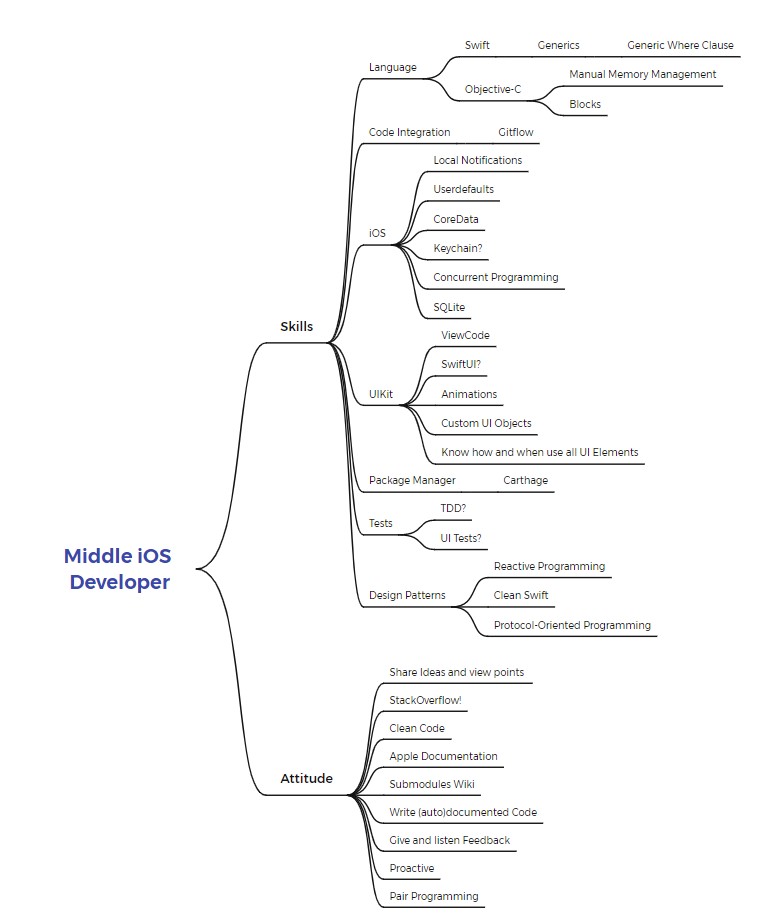 Swift
Generics
Generic Where Clause
Language
Manual Memory Management
Objective-C
Blocks
Code Integration
Gitflow
Local Notifications
Userdefaults
CoreData
iOS
Keychain?
Concurrent Programming
SQLite
Skills
ViewCode
SwiftUI?
UIKit
Animations
Custom UI Objects
Know how and when use all UI Elements
Package Manager
Carthage
TDD?
Tests
UI Tests?
Middle iOS
Developer
Reactive Programming
Design Patterns
Clean Swift
Protocol-Oriented Programming
Share Ideas and view points
StackOverflow!
Clean Code
Apple Documentation
Attitude
Submodules Wiki
Write (auto)documented Code
Give and listen Feedback
Proactive
Pair Programming